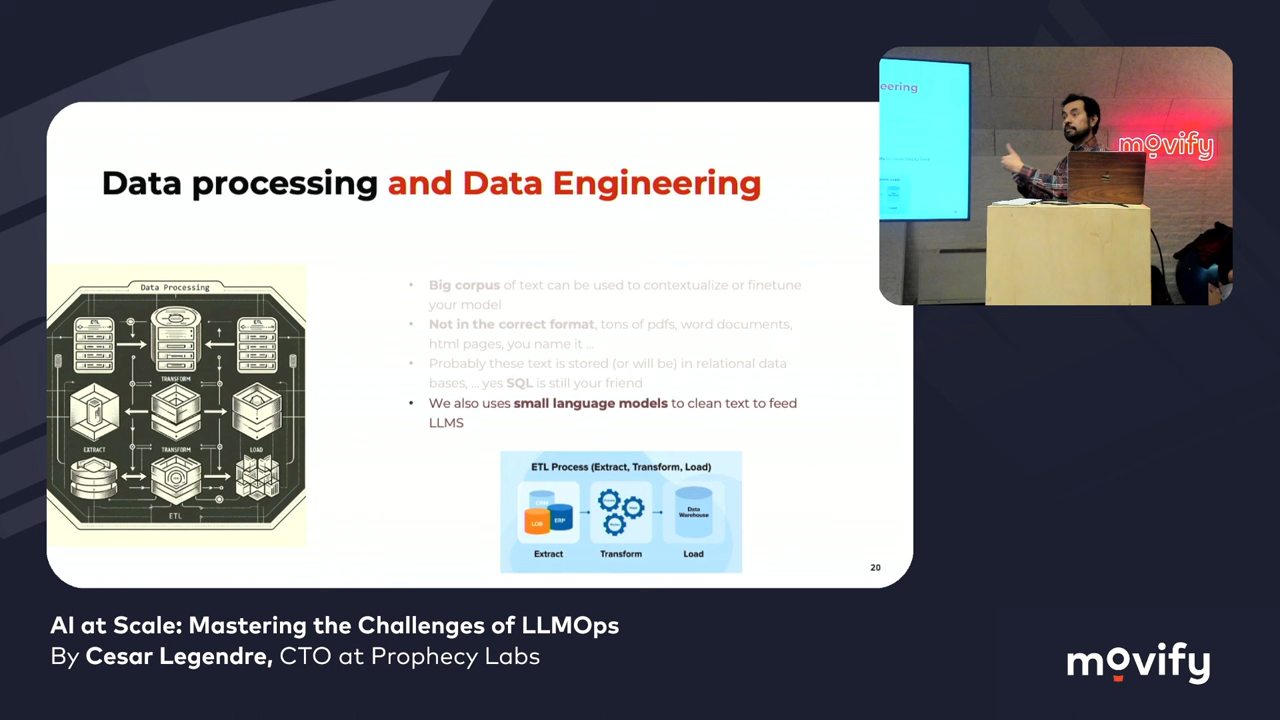 Data processing and Data Engineering
Data Processing
ETL
ETL
TRANSFORM
EXTRACT
TRANSFORM
LOAD
ETL
• Big corpus of text can be used to contextualize or finetune
your model
• Not in the correct format, tons of pdfs, word documents,
html pages, you name it ...
• Probably these text is stored (or will be) in relational data
bases, ... yes SQL is still your friend
• We also uses small language models to clean text to feed
LLMS
ETL Process (Extract, Transform, Load)
CRM
LOB
ERP
Data
Warehouse
Extract
Transform
Load
20
eering
movify
AI at Scale: Mastering the Challenges of LLMOps
By Cesar Legendre, CTO at Prophecy Labs
movify